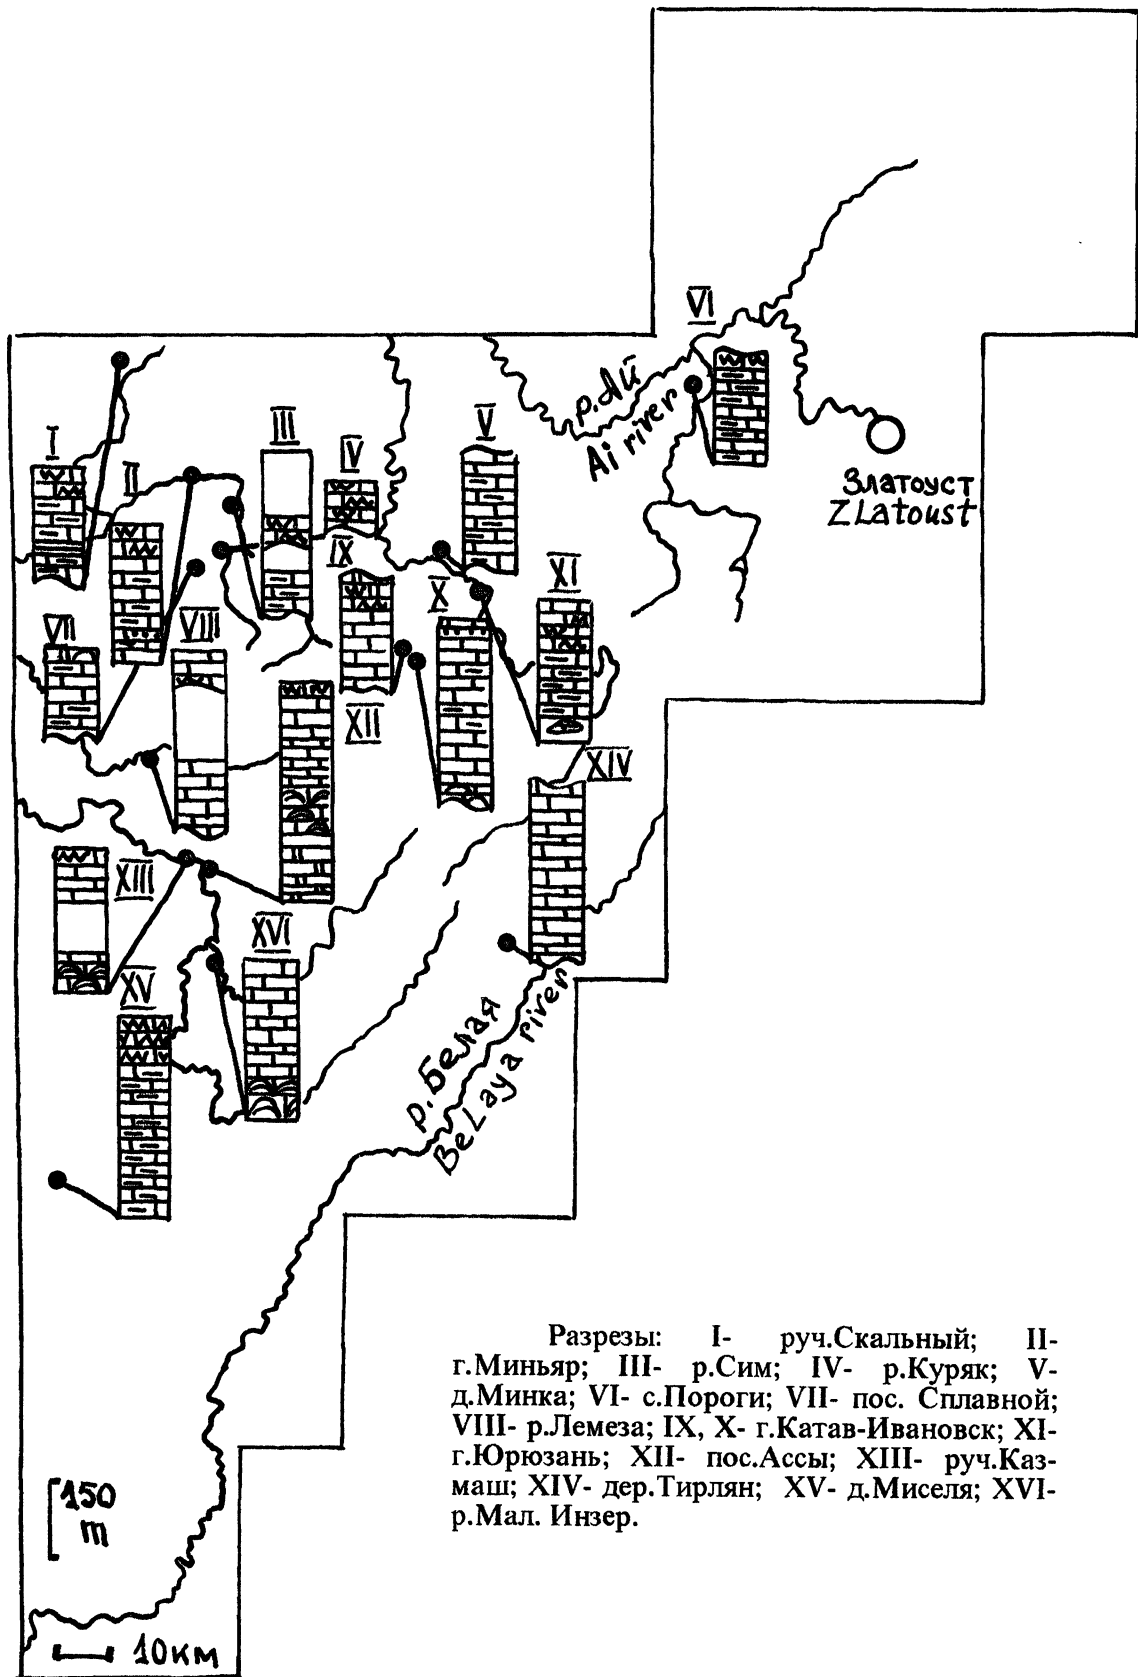 VI
р.Ай
Ai river
Златоуст
ZLatoust
I
II
III
IV
V
IX
X
XI
VII
VIII
XII
XIV
XIII
XVI
XV
р.Белая
BeLaya river
Разрезы: I- руч.Скальный; II-
г.Миньяр; III- р.Сим; IV- р.Куряк; V-
д.Минка; VI- с.Пороги; VII- пос. Сплавной;
VIII- р.Лемеза; IX, X- г.Катав-Ивановск; XI-
г.Юрюзань; XII- пос.Ассы; XIII- руч.Каз-
маш; XIV- дер.Тирлян; XV- д.Миселя; XVI-
р.Мал. Инзер.
150
m
10км